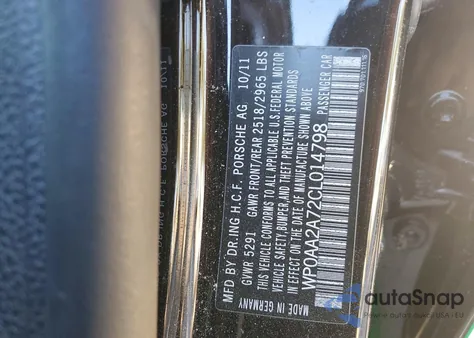 MFD BY DR.ING H.C.F. PORSCHE AG 10/11
GVWR 5291 GAWR FRONT/REAR 2518/2965 LBS
THIS VEHICLE CONFORMS TO ALL APPLICABLE U.S.FEDERAL MOTOR
VEHICLE SAFETY,BUMPER,AND THEFT PREVENTION STANDARDS
IN EFFECT ON THE DATE OF MANUFACTURE SHOWN ABOVE
WP0AA2A72CL014798 PASSENGER CAR
MADE IN GERMANY
autoSnap